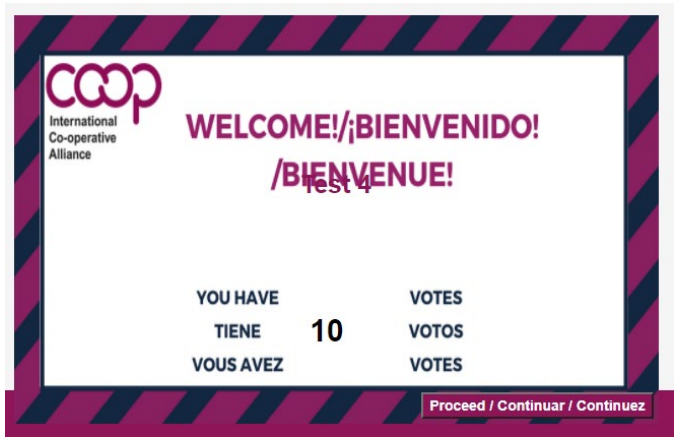 coop
International
Co-operative
Alliance
WELCOME!/¡BIENVENIDO!
/BIENVENUE!
Test 4
YOU HAVE VOTES
TIENE 10 VOTOS
VOUS AVEZ VOTES
Proceed / Continuar / Continuez